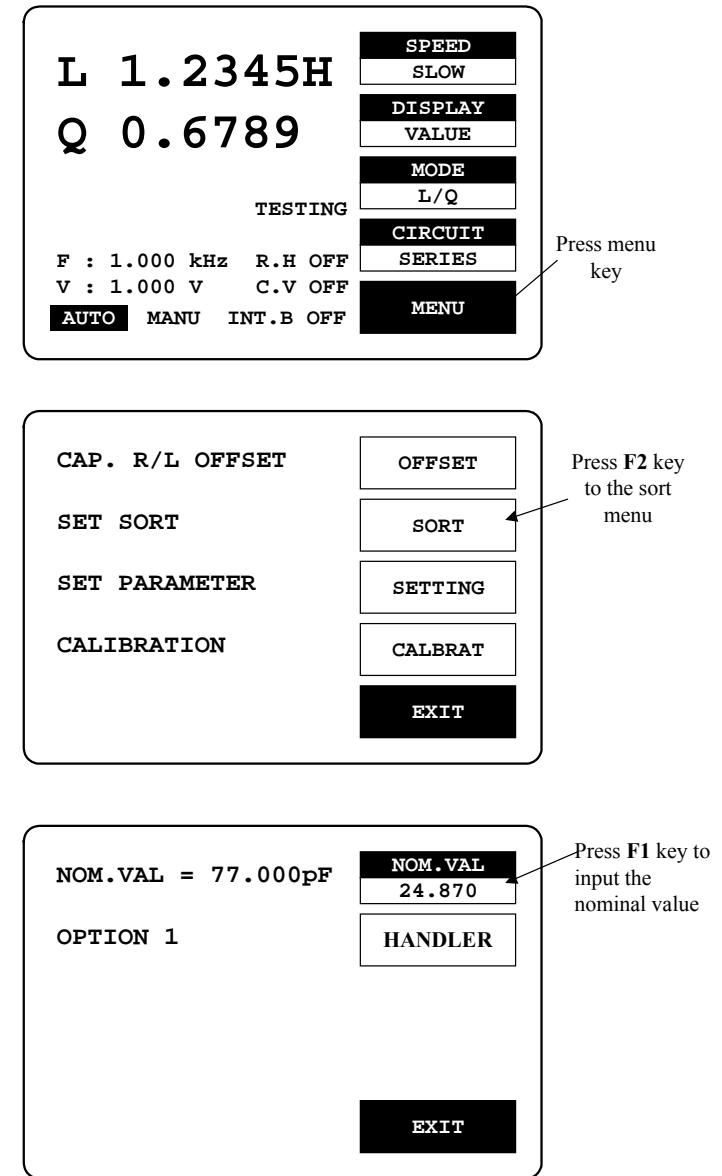 L 1.2345H
Q 0.6789
TESTING
F : 1.000 kHz R.H OFF
V : 1.000 V C.V OFF
AUTO MANU INT.B OFF
SPEED
SLOW
DISPLAY
VALUE
MODE
L/Q
CIRCUIT
SERIES
MENU
Press menu
key
CAP. R/L OFFSET
OFFSET
SET SORT
SORT
SET PARAMETER
SETTING
CALIBRATION
CALBRAT
EXIT
Press F2 key
to the sort
menu
NOM.VAL = 77.000pF
NOM.VAL
24.870
OPTION 1
HANDLER
EXIT
Press F1 key to
input the
nominal value